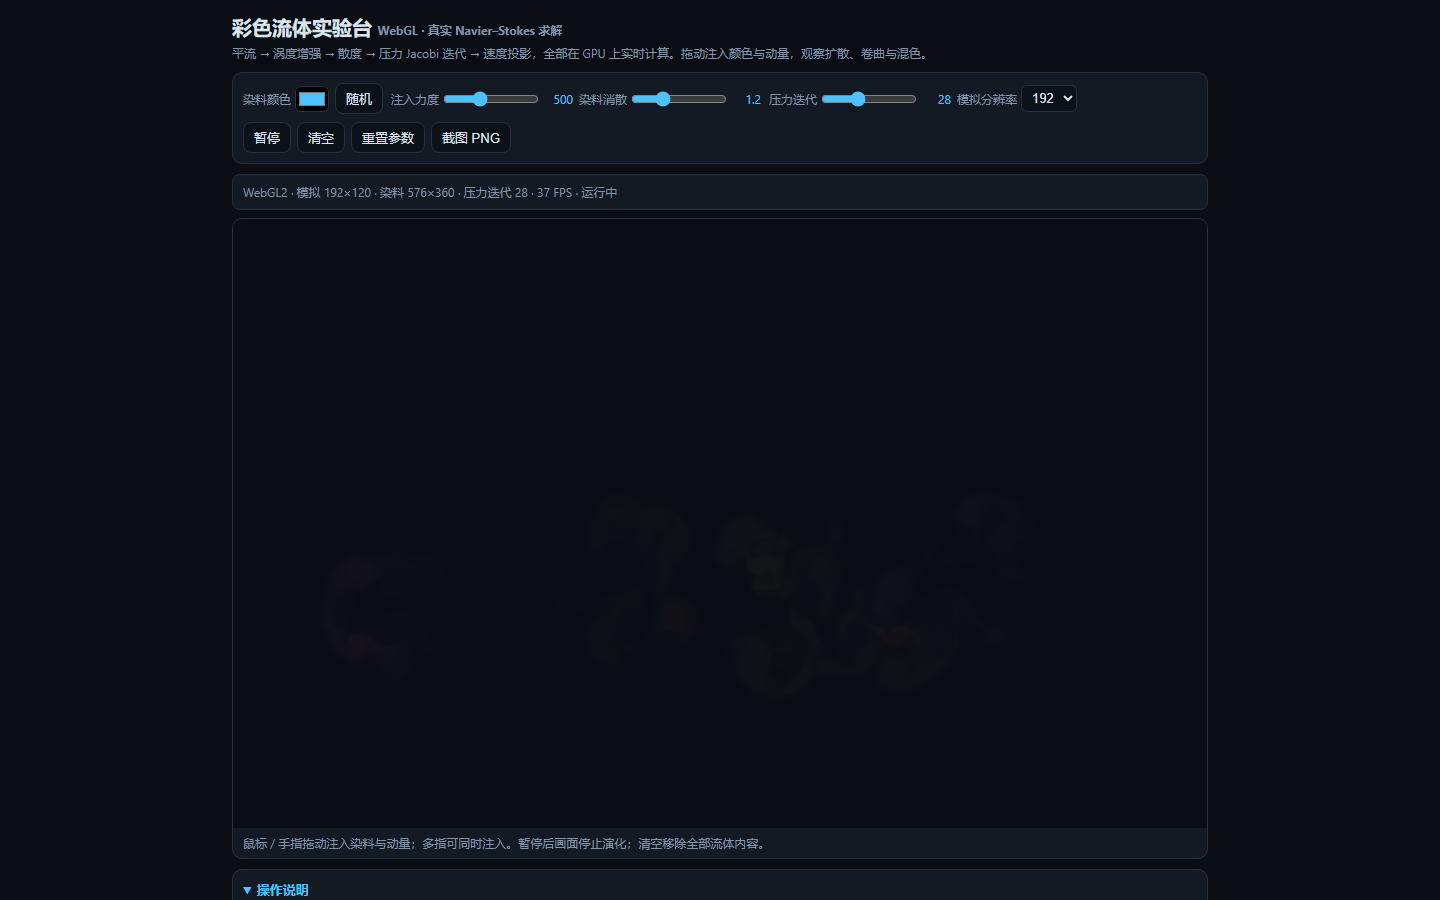 彩色流体实验台 WebGL · 真实 Navier–Stokes 求解
平流 → 涡度增强 → 散度 → 压力 Jacobi 迭代 → 速度投影，全部在 GPU 上实时计算。拖动注入颜色与动量，观察扩散、卷曲与混色。
染料颜色 随机 注入力度 500 染料消散 1.2 压力迭代 28 模拟分辨率 192
暂停 清空 重置参数 截图 PNG
WebGL2 · 模拟 192×120 · 染料 576×360 · 压力迭代 28 · 37 FPS · 运行中
鼠标 / 手指拖动注入染料与动量；多指可同时注入。暂停后画面停止演化；清空移除全部流体内容。
▼ 操作说明